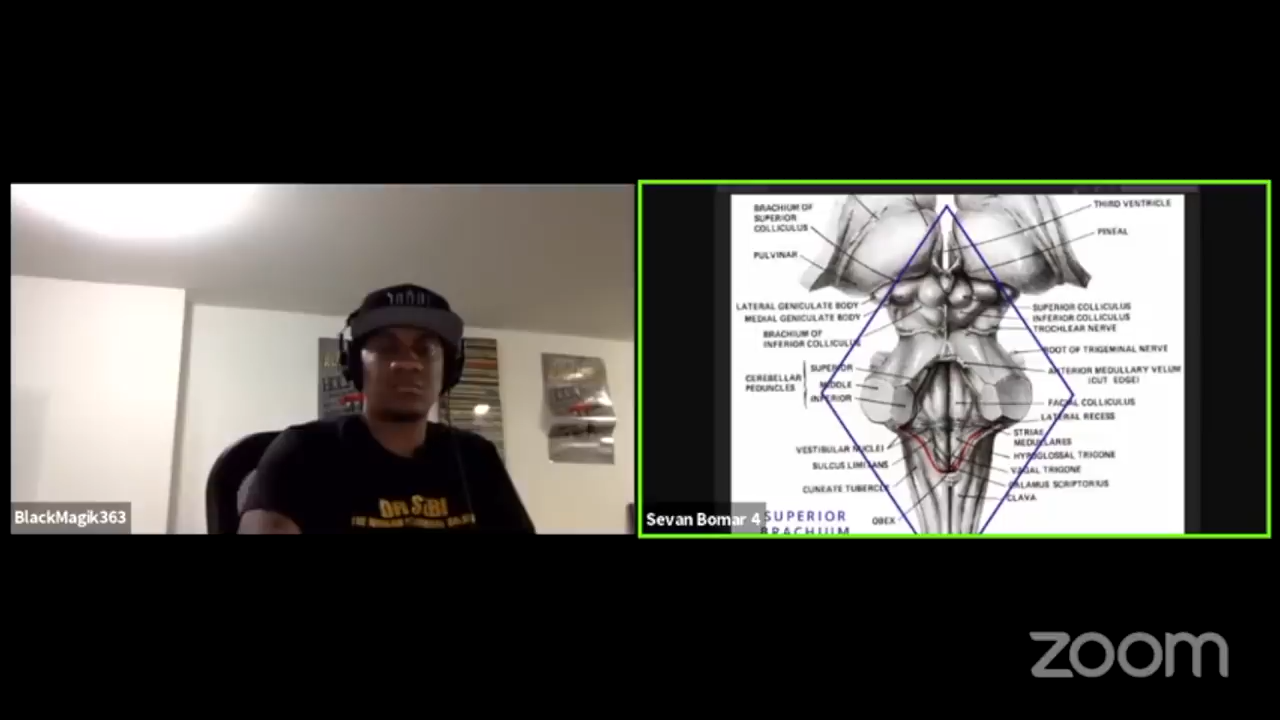 BRACHIUM OF
SUPERIOR
COLLICULUS
PULVINAR
LATERAL GENICULATE BODY
MEDIAL GENICULATE BODY
BRACHIUM OF
INFERIOR COLLICULUS
CEREBELLAR
PEDUNCLES
SUPERIOR
MIDDLE
INFERIOR
VESTIBULAR NUCLEI
SULCUS LIMITANS
CUNEATE TUBERCLE
OBEX
THIRD VENTRICLE
PINEAL
SUPERIOR COLLICULUS
INFERIOR COLLICULUS
TROCHLEAR NERVE
ROOT OF TRIGEMINAL NERVE
ANTERIOR MEDULLARY VELUM
(CUT EDGE)
FACIAL COLLICULUS
LATERAL RECESS
STRIAE
MEDULLARES
HYPOGLOSSAL TRIGONE
VAGAL TRIGONE
CALAMUS SCRIPTORIUS
CLAVA
SUPERIOR
BRACHUIM
DR SEBI
BlackMagik363
Sevan Bomar 4
zoom